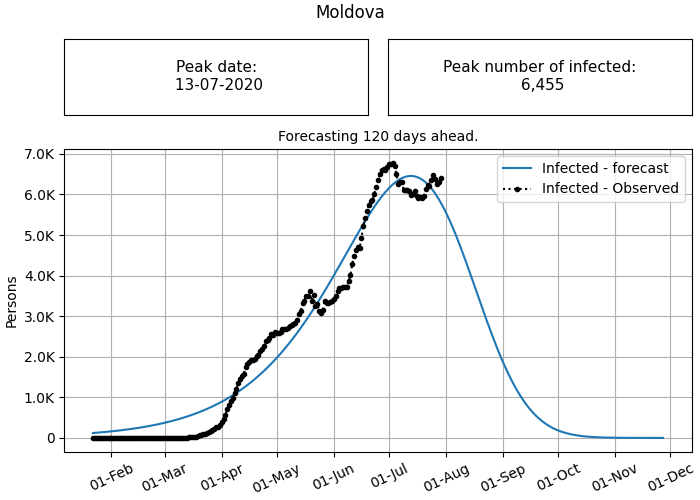 Moldova
Peak date:
13-07-2020
Peak number of infected:
6,455
Forecasting 120 days ahead.
7.0K
6.0K
5.0K
4.0K
3.0K
2.0K
1.0K
0
Persons
Infected - forecast
Infected - Observed
01-Feb
01-Mar
01-Apr
01-May
01-Jun
01-Jul
01-Aug
01-Sep
01-Oct
01-Nov
01-Dec